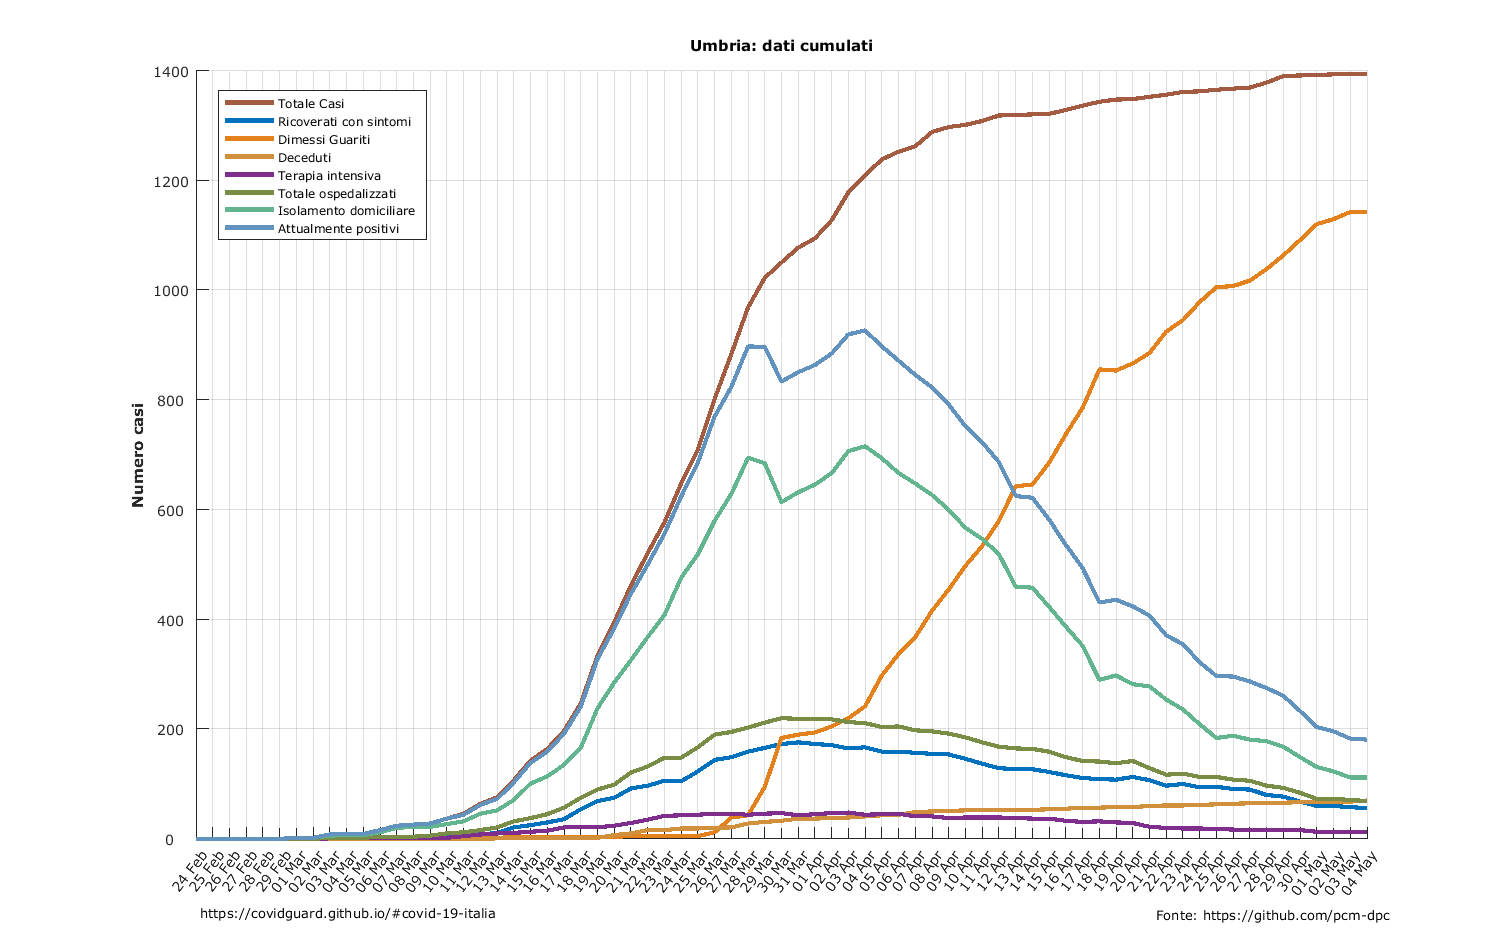 Umbria: dati cumulati
1400
1200
1000
800
600
400
200
0
Numero casi
Totale Casi
Ricoverati con sintomi
Dimessi Guariti
Deceduti
Terapia intensiva
Totale ospedalizzati
Isolamento domiciliare
Attualmente positivi
24 Feb
25 Feb
26 Feb
27 Feb
28 Feb
29 Feb
01 Mar
02 Mar
03 Mar
04 Mar
05 Mar
06 Mar
07 Mar
08 Mar
09 Mar
10 Mar
11 Mar
12 Mar
13 Mar
14 Mar
15 Mar
16 Mar
17 Mar
18 Mar
19 Mar
20 Mar
21 Mar
22 Mar
23 Mar
24 Mar
25 Mar
26 Mar
27 Mar
28 Mar
29 Mar
30 Mar
31 Mar
01 Apr
02 Apr
03 Apr
04 Apr
05 Apr
06 Apr
07 Apr
08 Apr
09 Apr
10 Apr
11 Apr
12 Apr
13 Apr
14 Apr
15 Apr
16 Apr
17 Apr
18 Apr
19 Apr
20 Apr
21 Apr
22 Apr
23 Apr
24 Apr
25 Apr
26 Apr
27 Apr
28 Apr
29 Apr
30 Apr
01 May
02 May
03 May
04 May
https://covidguard.github.io/#covid-19-italia
Fonte: https://github.com/pcm-dpc